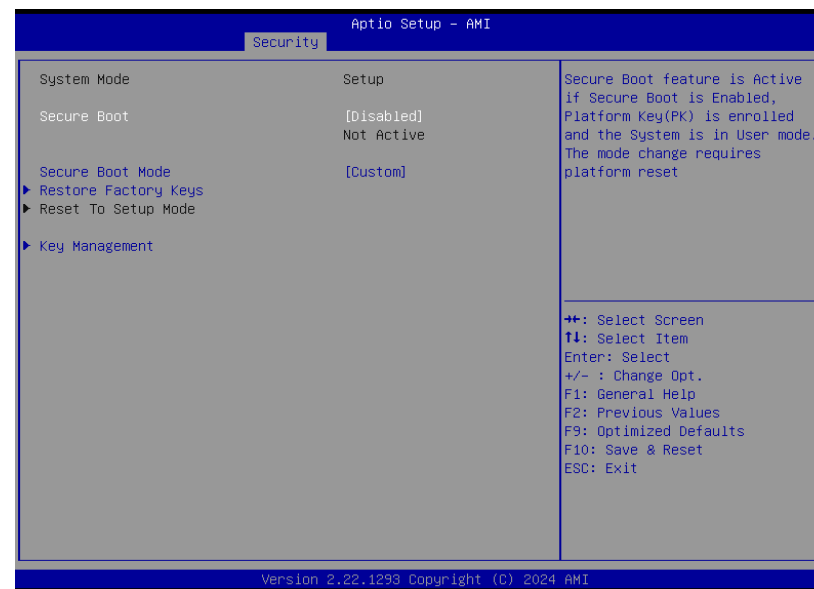 Aptio Setup – AMI
Security
System Mode Setup
Secure Boot [Disabled]
Not Active
Secure Boot Mode [Custom]
▶ Restore Factory Keys
▶ Reset To Setup Mode
▶ Key Management
Secure Boot feature is Active
if Secure Boot is Enabled,
Platform Key(PK) is enrolled
and the System is in User mode.
The mode change requires
platform reset
→←: Select Screen
↑↓: Select Item
Enter: Select
+/- : Change Opt.
F1: General Help
F2: Previous Values
F9: Optimized Defaults
F10: Save & Reset
ESC: Exit
Version 2.22.1293 Copyright (C) 2024 AMI